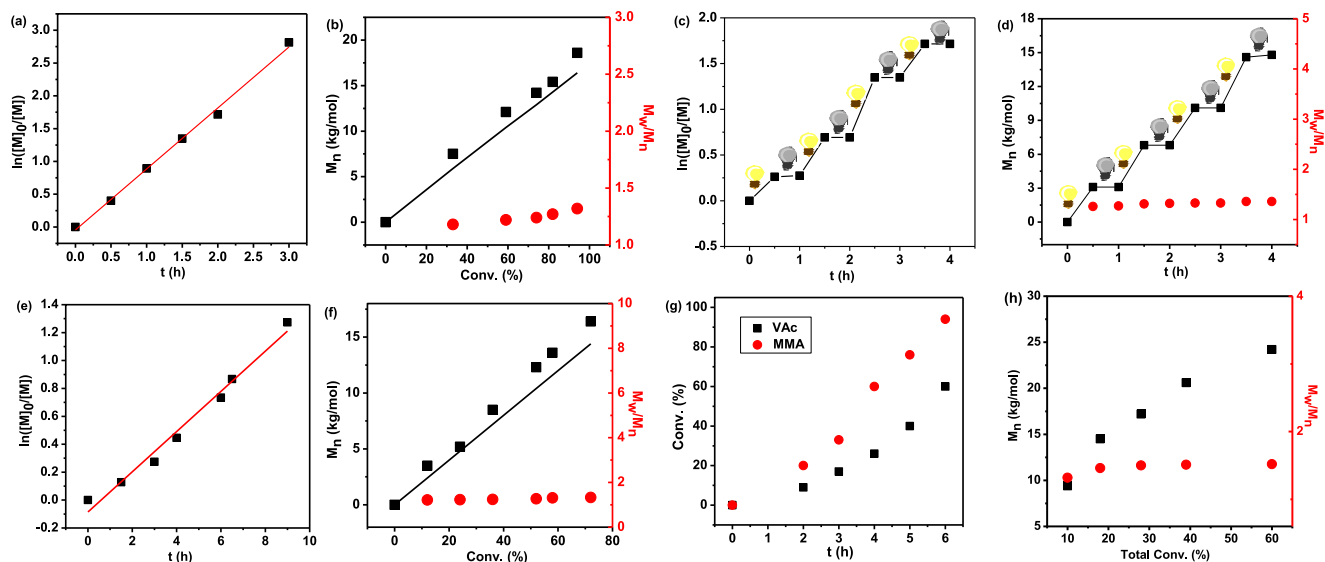 (a)
ln([M]0/[M])
3.0
2.5
2.0
1.5
1.0
0.5
0.0
0.0 0.5 1.0 1.5 2.0 2.5 3.0
t (h)
(b)
Mn (kg/mol)
20
15
10
5
0
0 20 40 60 80 100
Conv. (%)
3.0
2.5
2.0
1.5
1.0
Mw/Mn
(c)
ln([M]0/[M])
2.0
1.5
1.0
0.5
0.0
-0.5
0 1 2 3 4
t (h)
(d)
Mn (kg/mol)
18
15
12
9
6
3
0
0 1 2 3 4
t (h)
5
4
3
2
1
Mw/Mn
(e)
ln([M]0/[M])
1.4
1.2
1.0
0.8
0.6
0.4
0.2
0.0
-0.2
0 2 4 6 8 10
t (h)
(f)
Mn (kg/mol)
15
10
5
0
0 20 40 60 80
Conv. (%)
10
8
6
4
2
0
Mw/Mn
(g)
VAc
MMA
Conv. (%)
100
80
60
40
20
0
0 1 2 3 4 5 6
t (h)
(h)
Mn (kg/mol)
30
25
20
15
10
5
10 20 30 40 50 60
Total Conv. (%)
4
2
Mw/Mn